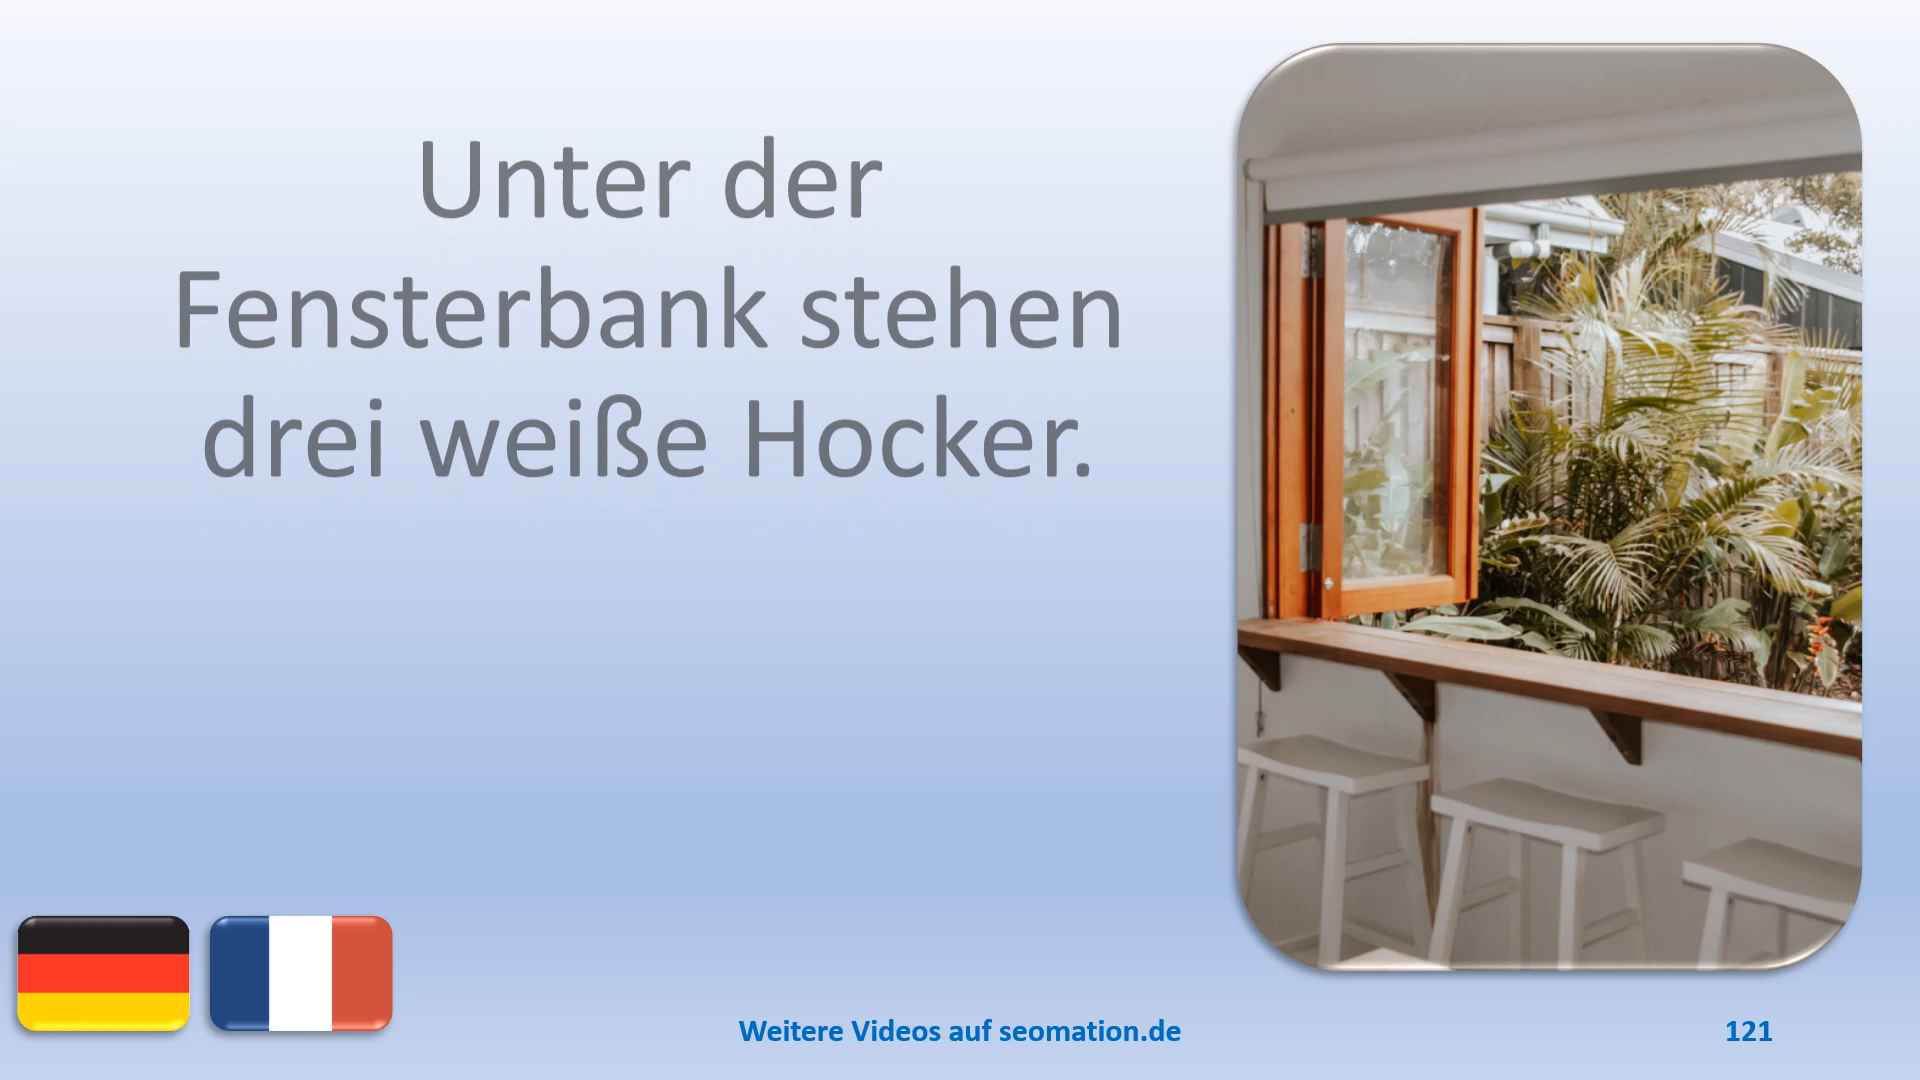 Unter der
Fensterbank stehen
drei weiße Hocker.
Weitere Videos auf seomation.de
121